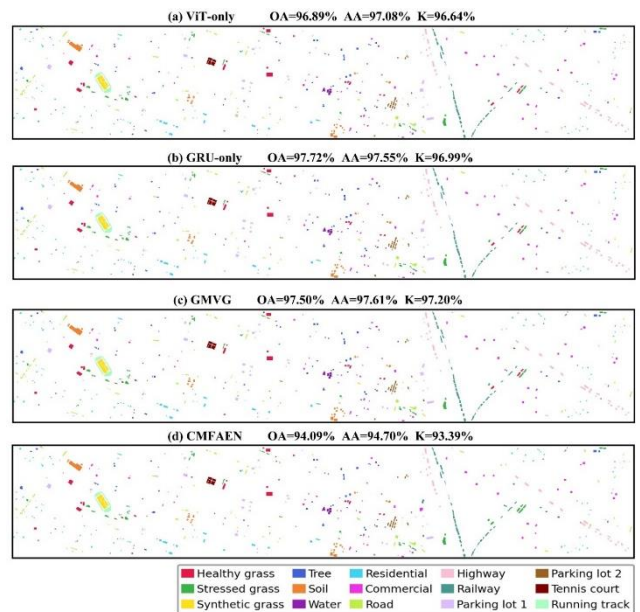 (a) ViT-only OA=96.89% AA=97.08% K=96.64%
(b) GRU-only OA=97.72% AA=97.55% K=96.99%
(c) GMVG OA=97.50% AA=97.61% K=97.20%
(d) CMFAEN OA=94.09% AA=94.70% K=93.39%
Healthy grass Tree Residential Highway Parking lot 2
Stressed grass Soil Commercial Railway Tennis court
Synthetic grass Water Road Parking lot 1 Running track